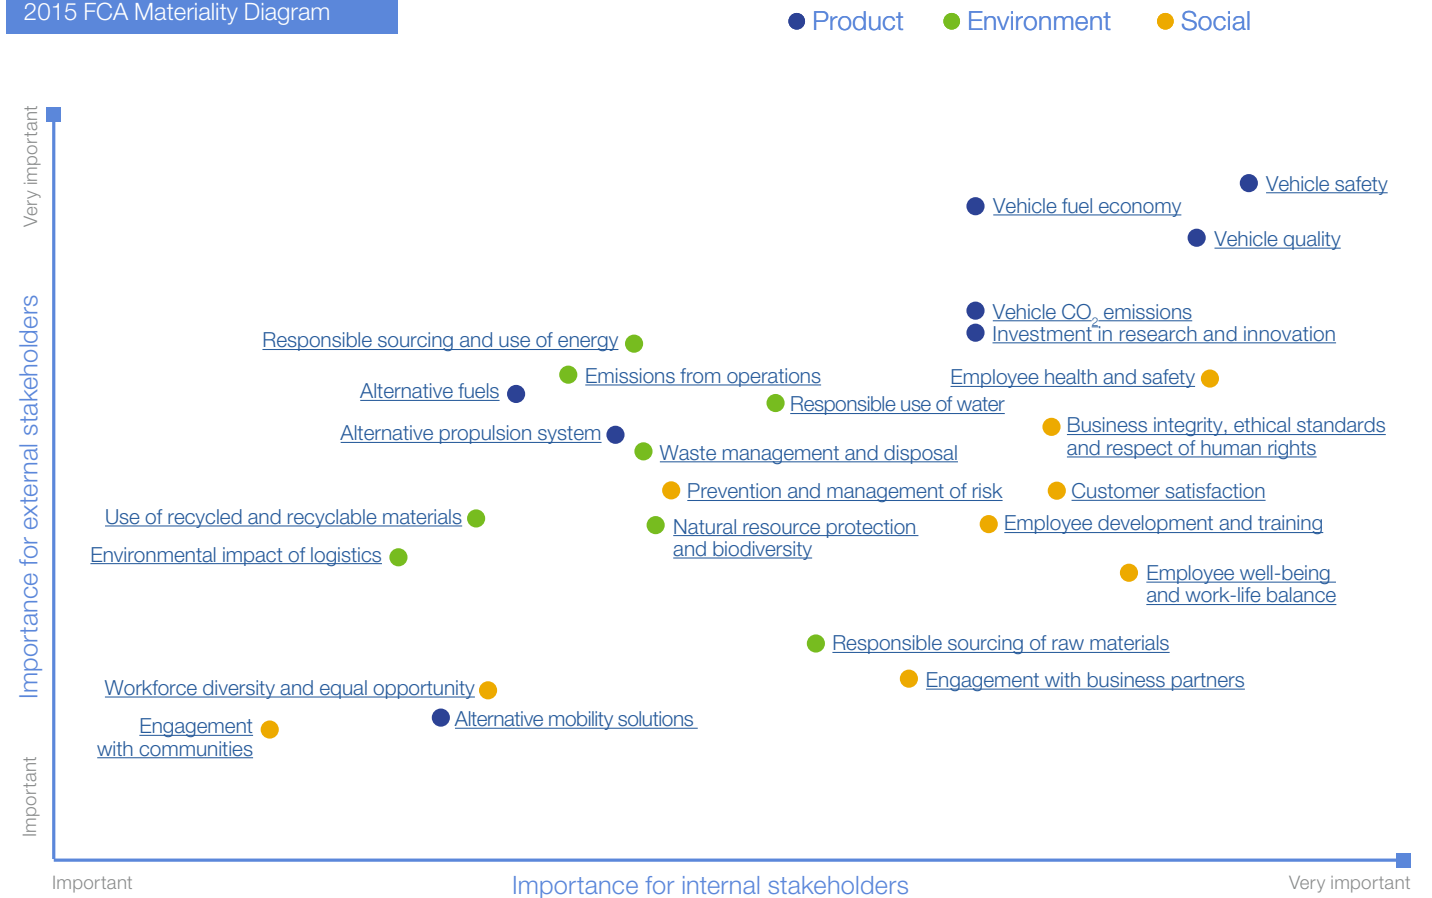 2015 FCA Materiality Diagram
Product
Environment
Social
Very important
Importance for external stakeholders
Important
Vehicle safety
Vehicle fuel economy
Vehicle quality
Vehicle CO₂ emissions
Investment in research and innovation
Responsible sourcing and use of energy
Emissions from operations
Employee health and safety
Alternative fuels
Responsible use of water
Business integrity, ethical standards
and respect of human rights
Alternative propulsion system
Waste management and disposal
Prevention and management of risk
Customer satisfaction
Use of recycled and recyclable materials
Natural resource protection
and biodiversity
Employee development and training
Environmental impact of logistics
Employee well-being
and work-life balance
Responsible sourcing of raw materials
Engagement with business partners
Workforce diversity and equal opportunity
Alternative mobility solutions
Engagement
with communities
Important
Importance for internal stakeholders
Very important